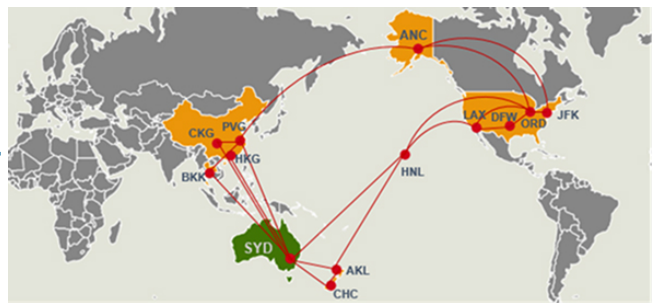 ANC
LAX DFW ORD JFK
CKG PVG
HKG
BKK
HNL
SYD
AKL
CHC